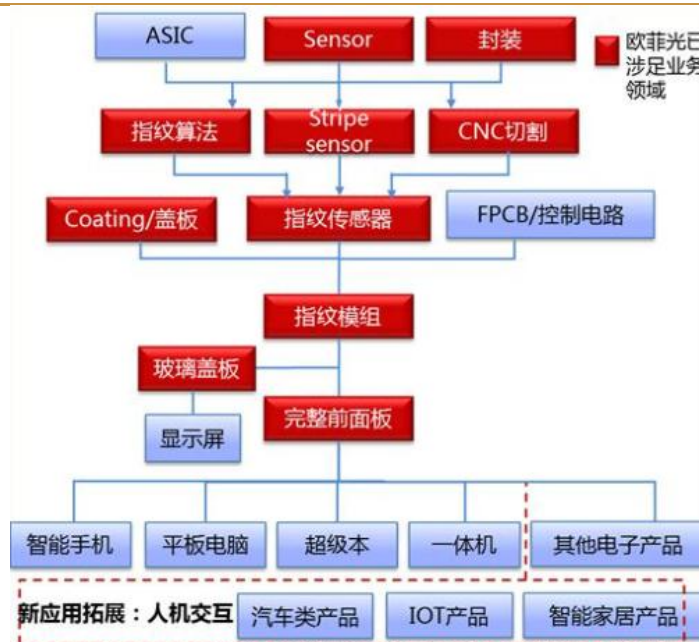 ASIC
Sensor
封装
欧菲光已
涉足业务
领域
指纹算法
Stripe
sensor
CNC切割
Coating/盖板
指纹传感器
FPCB/控制电路
指纹模组
玻璃盖板
完整前面板
显示屏
智能手机
平板电脑
超级本
一体机
其他电子产品
新应用拓展：人机交互
汽车类产品
IOT产品
智能家居产品